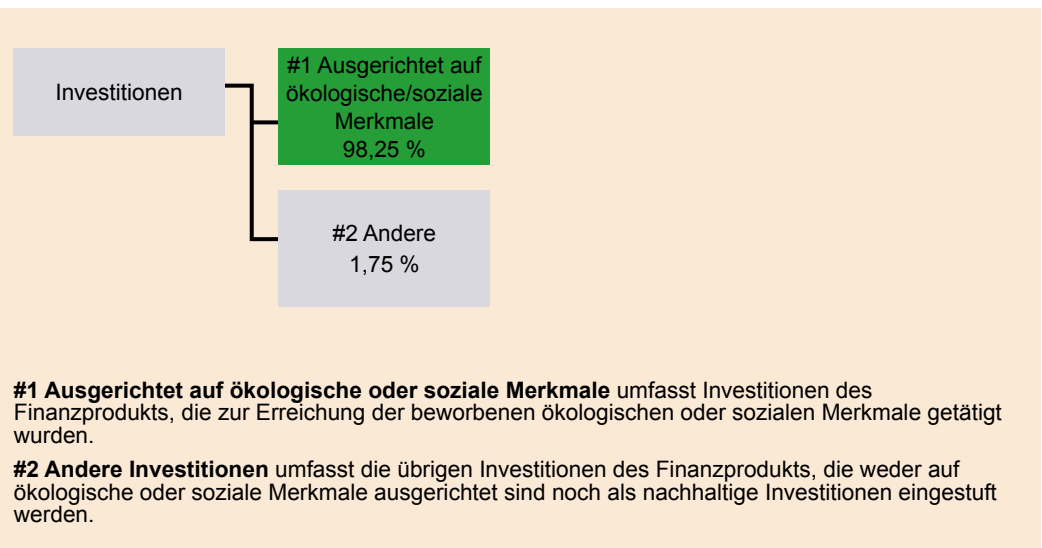 Investitionen
#1 Ausgerichtet auf
ökologische/soziale
Merkmale
98,25 %
#2 Andere
1,75 %
#1 Ausgerichtet auf ökologische oder soziale Merkmale umfasst Investitionen des
Finanzprodukts, die zur Erreichung der beworbenen ökologischen oder sozialen Merkmale getätigt
wurden.
#2 Andere Investitionen umfasst die übrigen Investitionen des Finanzprodukts, die weder auf
ökologische oder soziale Merkmale ausgerichtet sind noch als nachhaltige Investitionen eingestuft
werden.